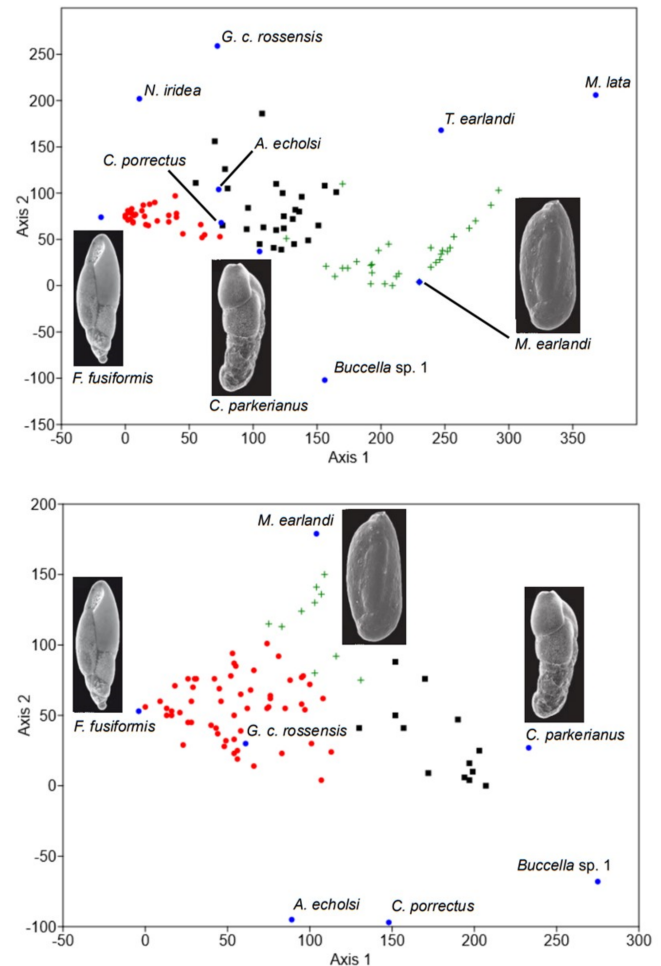 G. c. rossensis
N. iridea
M. lata
T. earlandi
A. echolsi
C. porrectus
M. earlandi
Buccella sp. 1
F. fusiformis
C. parkerianus
250
200
150
100
50
0
-50
-100
-150
Axis 2
-50 0 50 100 150 200 250 300 350
Axis 1
200
150
100
50
0
-50
-100
Axis 2
M. earlandi
F. fusiformis
G. c. rossensis
C. parkerianus
Buccella sp. 1
A. echolsi
C. porrectus
-50 0 50 100 150 200 250 300
Axis 1